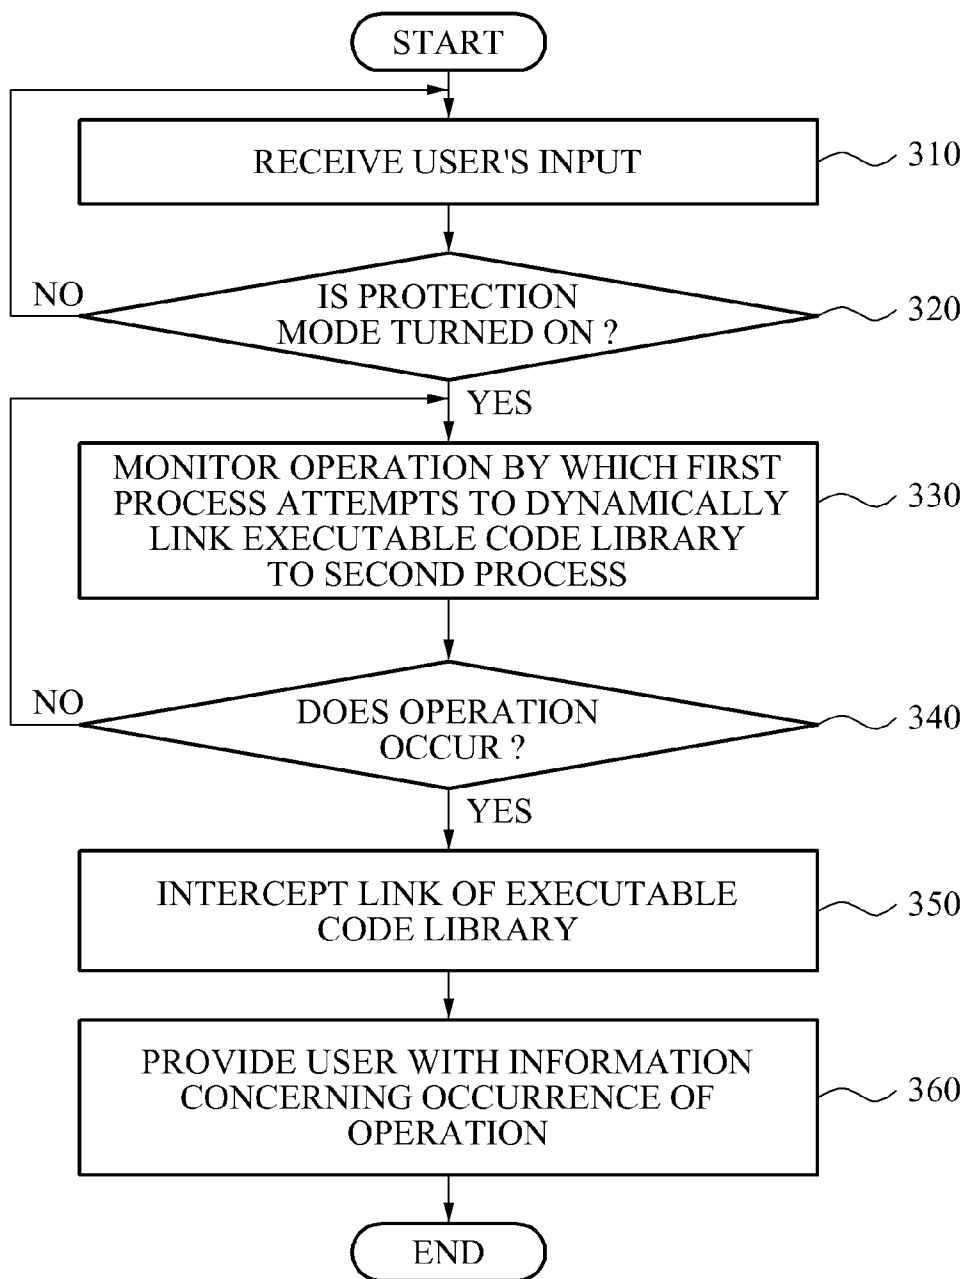 START
RECEIVE USER'S INPUT
310
NO
IS PROTECTION
MODE TURNED ON ?
320
YES
MONITOR OPERATION BY WHICH FIRST
PROCESS ATTEMPTS TO DYNAMICALLY
LINK EXECUTABLE CODE LIBRARY
TO SECOND PROCESS
330
NO
DOES OPERATION
OCCUR ?
340
YES
INTERCEPT LINK OF EXECUTABLE
CODE LIBRARY
350
PROVIDE USER WITH INFORMATION
CONCERNING OCCURRENCE OF
OPERATION
360
END